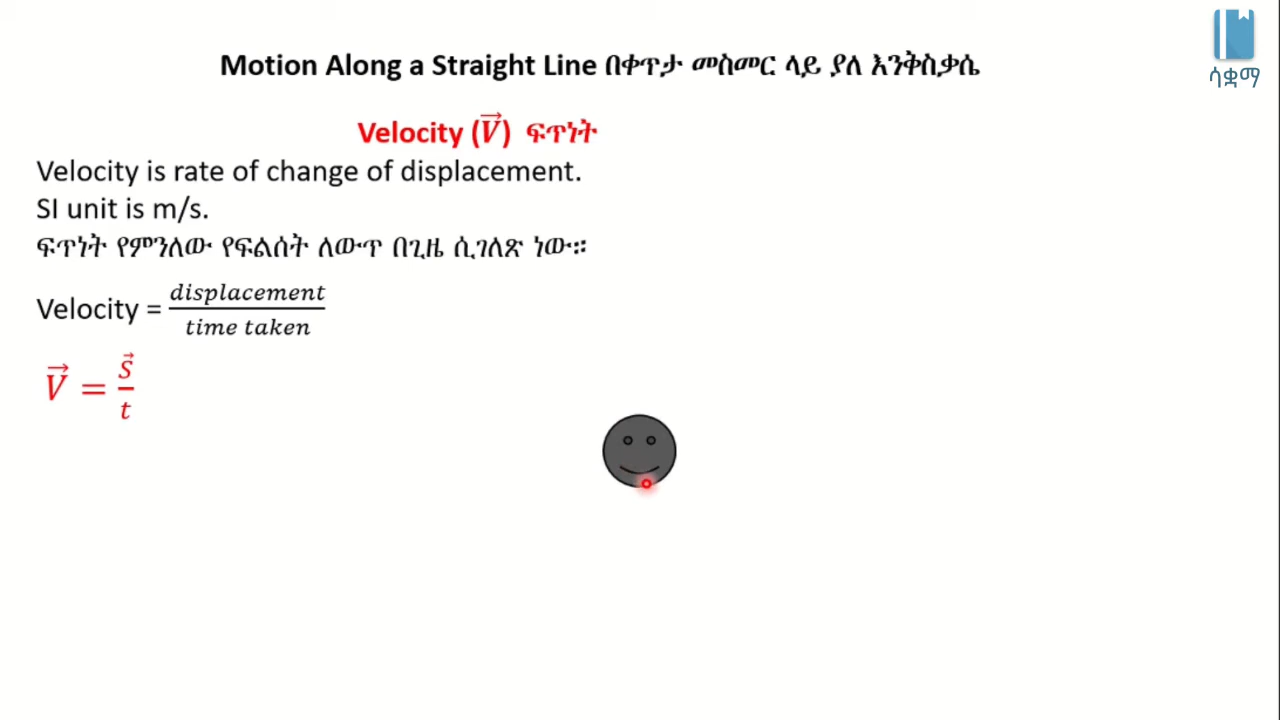 ሳቋማ
Motion Along a Straight Line በቀጥታ መስመር ላይ ያለ እንቅስቃሴ
Velocity (V⃗) ፍጥነት
Velocity is rate of change of displacement.
SI unit is m/s.
ፍጥነት የምንለው የፍልሰት ለውጥ በጊዜ ሲገለጽ ነው።
Velocity = displacement / time taken
V⃗ = s⃗ / t